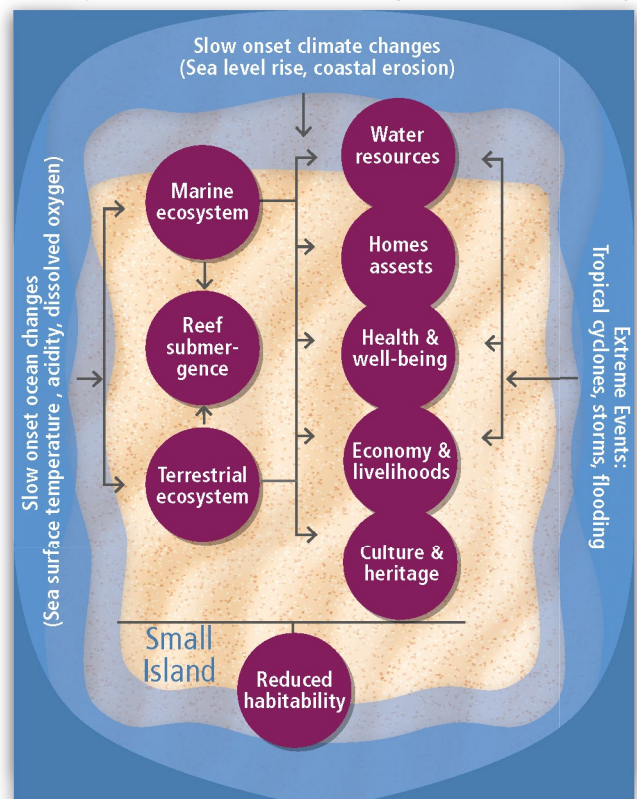 Slow onset climate changes
(Sea level rise, coastal erosion)
Slow onset ocean changes
(Sea surface temperature , acidity, dissolved oxygen)
Marine
ecosystem
Reef
submer-
gence
Terrestrial
ecosystem
Water
resources
Homes
assests
Health &
well-being
Economy &
livelihoods
Culture &
heritage
Extreme Events:
Tropical cyclones, storms, flooding
Small
Island
Reduced
habitability